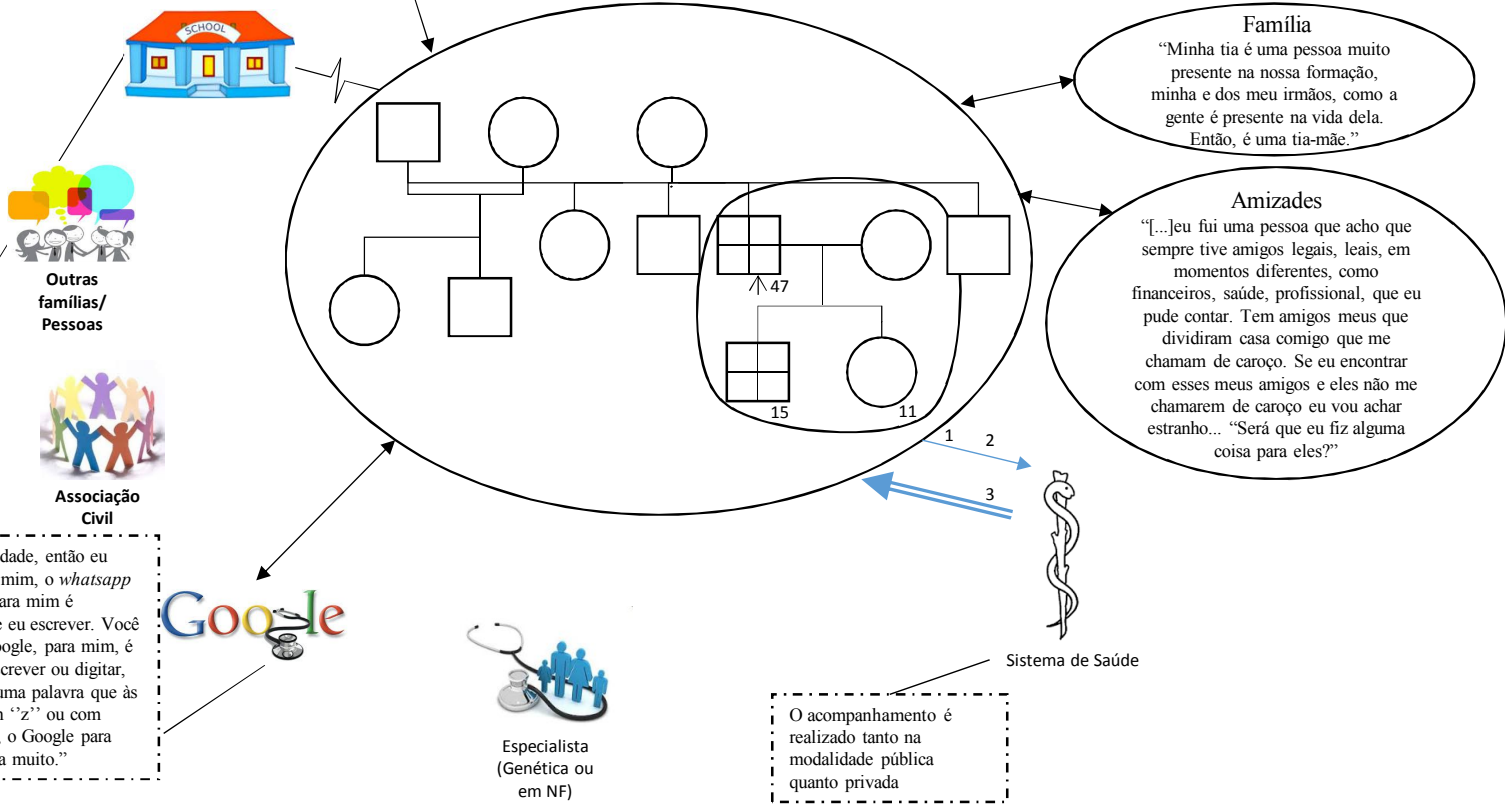 SCHOOL
Família
“Minha tia é uma pessoa muito
presente na nossa formação,
minha e dos meu irmãos, como a
gente é presente na vida dela.
Então, é uma tia-mãe.”
Amizades
“[...]eu fui uma pessoa que acho que
sempre tive amigos legais, leais, em
momentos diferentes, como
financeiros, saúde, profissional, que eu
pude contar. Tem amigos meus que
dividiram casa comigo que me
chamam de caroço. Se eu encontrar
com esses meus amigos e eles não me
chamarem de caroço eu vou achar
estranho... “Será que eu fiz alguma
coisa para eles?”
Outras
famílias/
Pessoas
47
15
11
1
2
3
Associação
Civil
dade, então eu
mim, o whatsapp
ara mim é
e eu escrever. Você
ogle, para mim, é
crever ou digitar,
uma palavra que às
m ‘’z’’ ou com
, o Google para
a muito.”
Google
Especialista
(Genética ou
em NF)
Sistema de Saúde
O acompanhamento é
realizado tanto na
modalidade pública
quanto privada